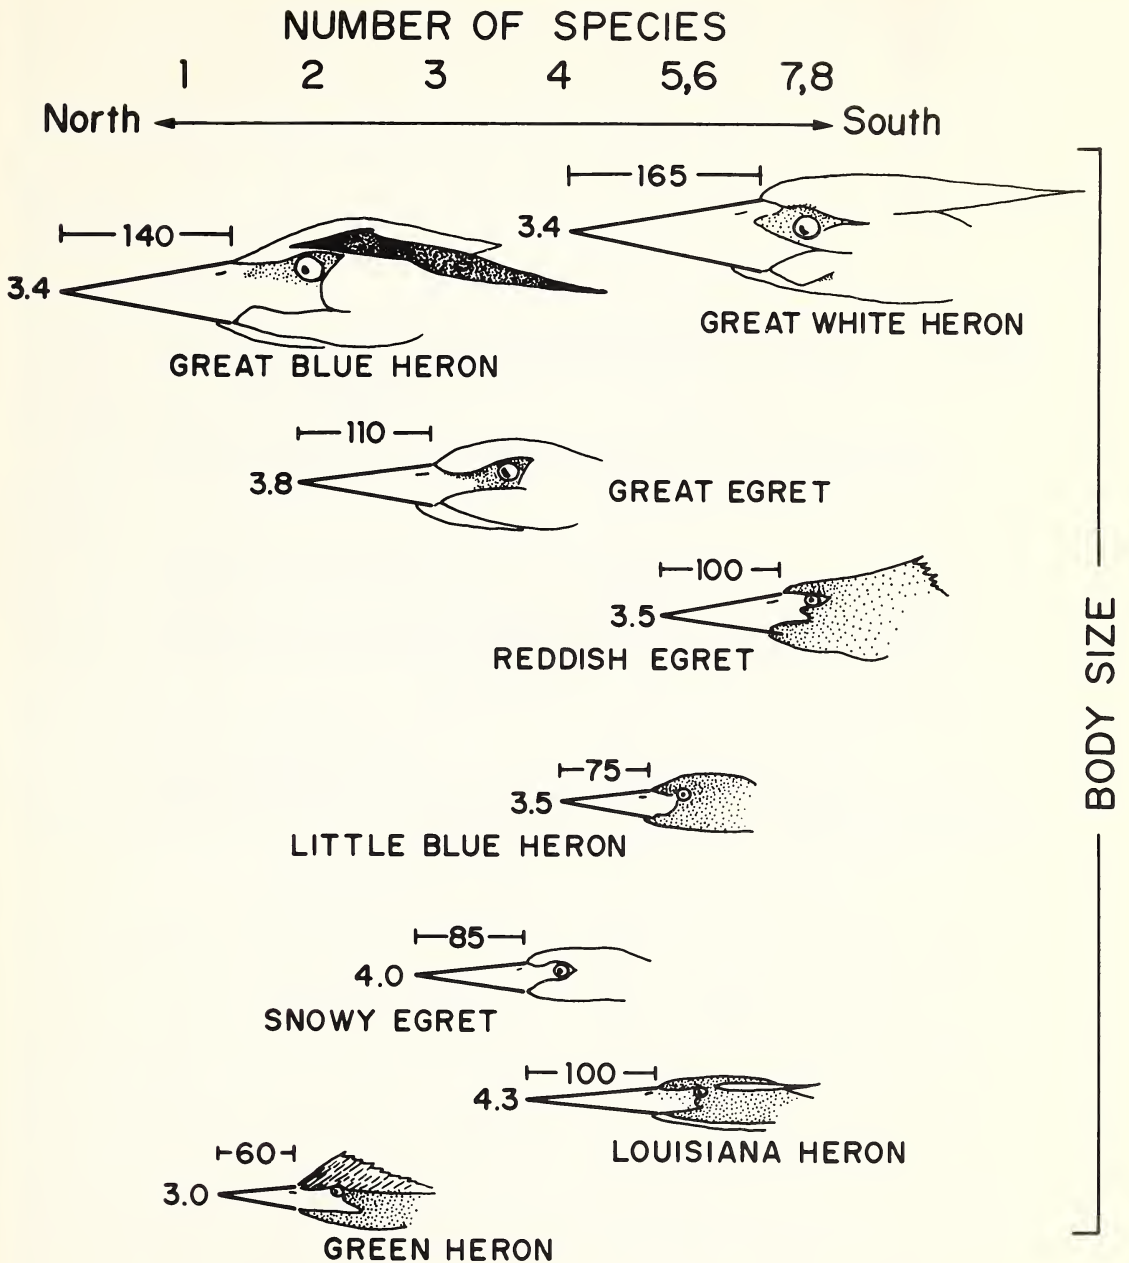 NUMBER OF SPECIES
1 2 3 4 5,6 7,8
North South
165
3.4
GREAT WHITE HERON
140
3.4
GREAT BLUE HERON
110
3.8
GREAT EGRET
100
3.5
REDDISH EGRET
75
3.5
LITTLE BLUE HERON
85
4.0
SNOWY EGRET
100
4.3
LOUISIANA HERON
60
3.0
GREEN HERON
BODY SIZE